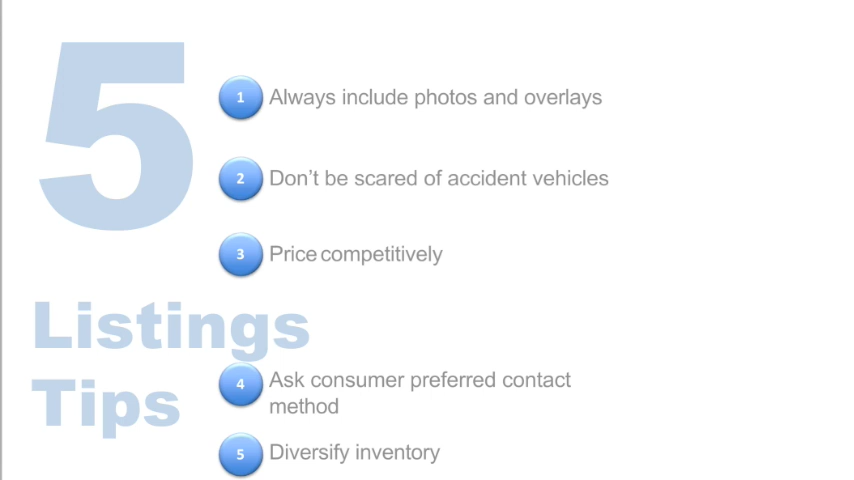 5
Listings
Tips
1 Always include photos and overlays
2 Don't be scared of accident vehicles
3 Price competitively
4 Ask consumer preferred contact
method
5 Diversify inventory